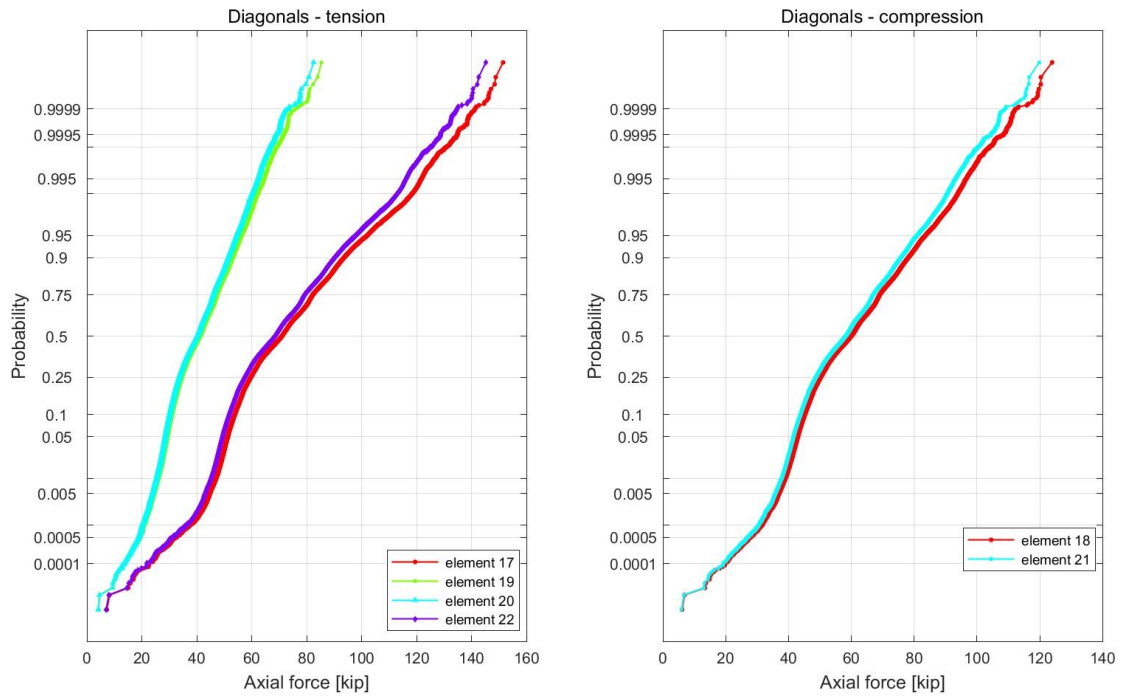 Diagonals - tension
Probability
0.9999
0.9995
0.995
0.95
0.9
0.75
0.5
0.25
0.1
0.05
0.005
0.0005
0.0001
element 17
element 19
element 20
element 22
0 20 40 60 80 100 120 140 160
Axial force [kip]
Diagonals - compression
Probability
0.9999
0.9995
0.995
0.95
0.9
0.75
0.5
0.25
0.1
0.05
0.005
0.0005
0.0001
element 18
element 21
0 20 40 60 80 100 120 140
Axial force [kip]